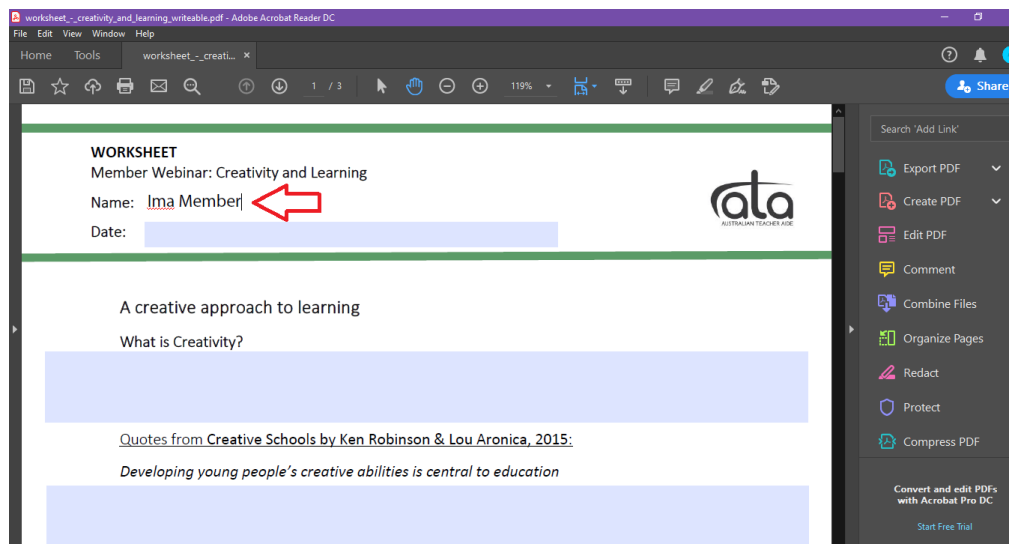 worksheet_-_creativity_and_learning_writeable.pdf - Adobe Acrobat Reader DC
File Edit View Window Help
Home Tools worksheet_-_creati... ×
1 / 3 119% Share
Search 'Add Link'
WORKSHEET
Member Webinar: Creativity and Learning
Name: Ima Member
Date:
ata
AUSTRALIAN TEACHER AIDE
A creative approach to learning
What is Creativity?
Quotes from Creative Schools by Ken Robinson & Lou Aronica, 2015:
Developing young people's creative abilities is central to education
Export PDF
Create PDF
Edit PDF
Comment
Combine Files
Organize Pages
Redact
Protect
Compress PDF
Convert and edit PDFs
with Acrobat Pro DC
Start Free Trial